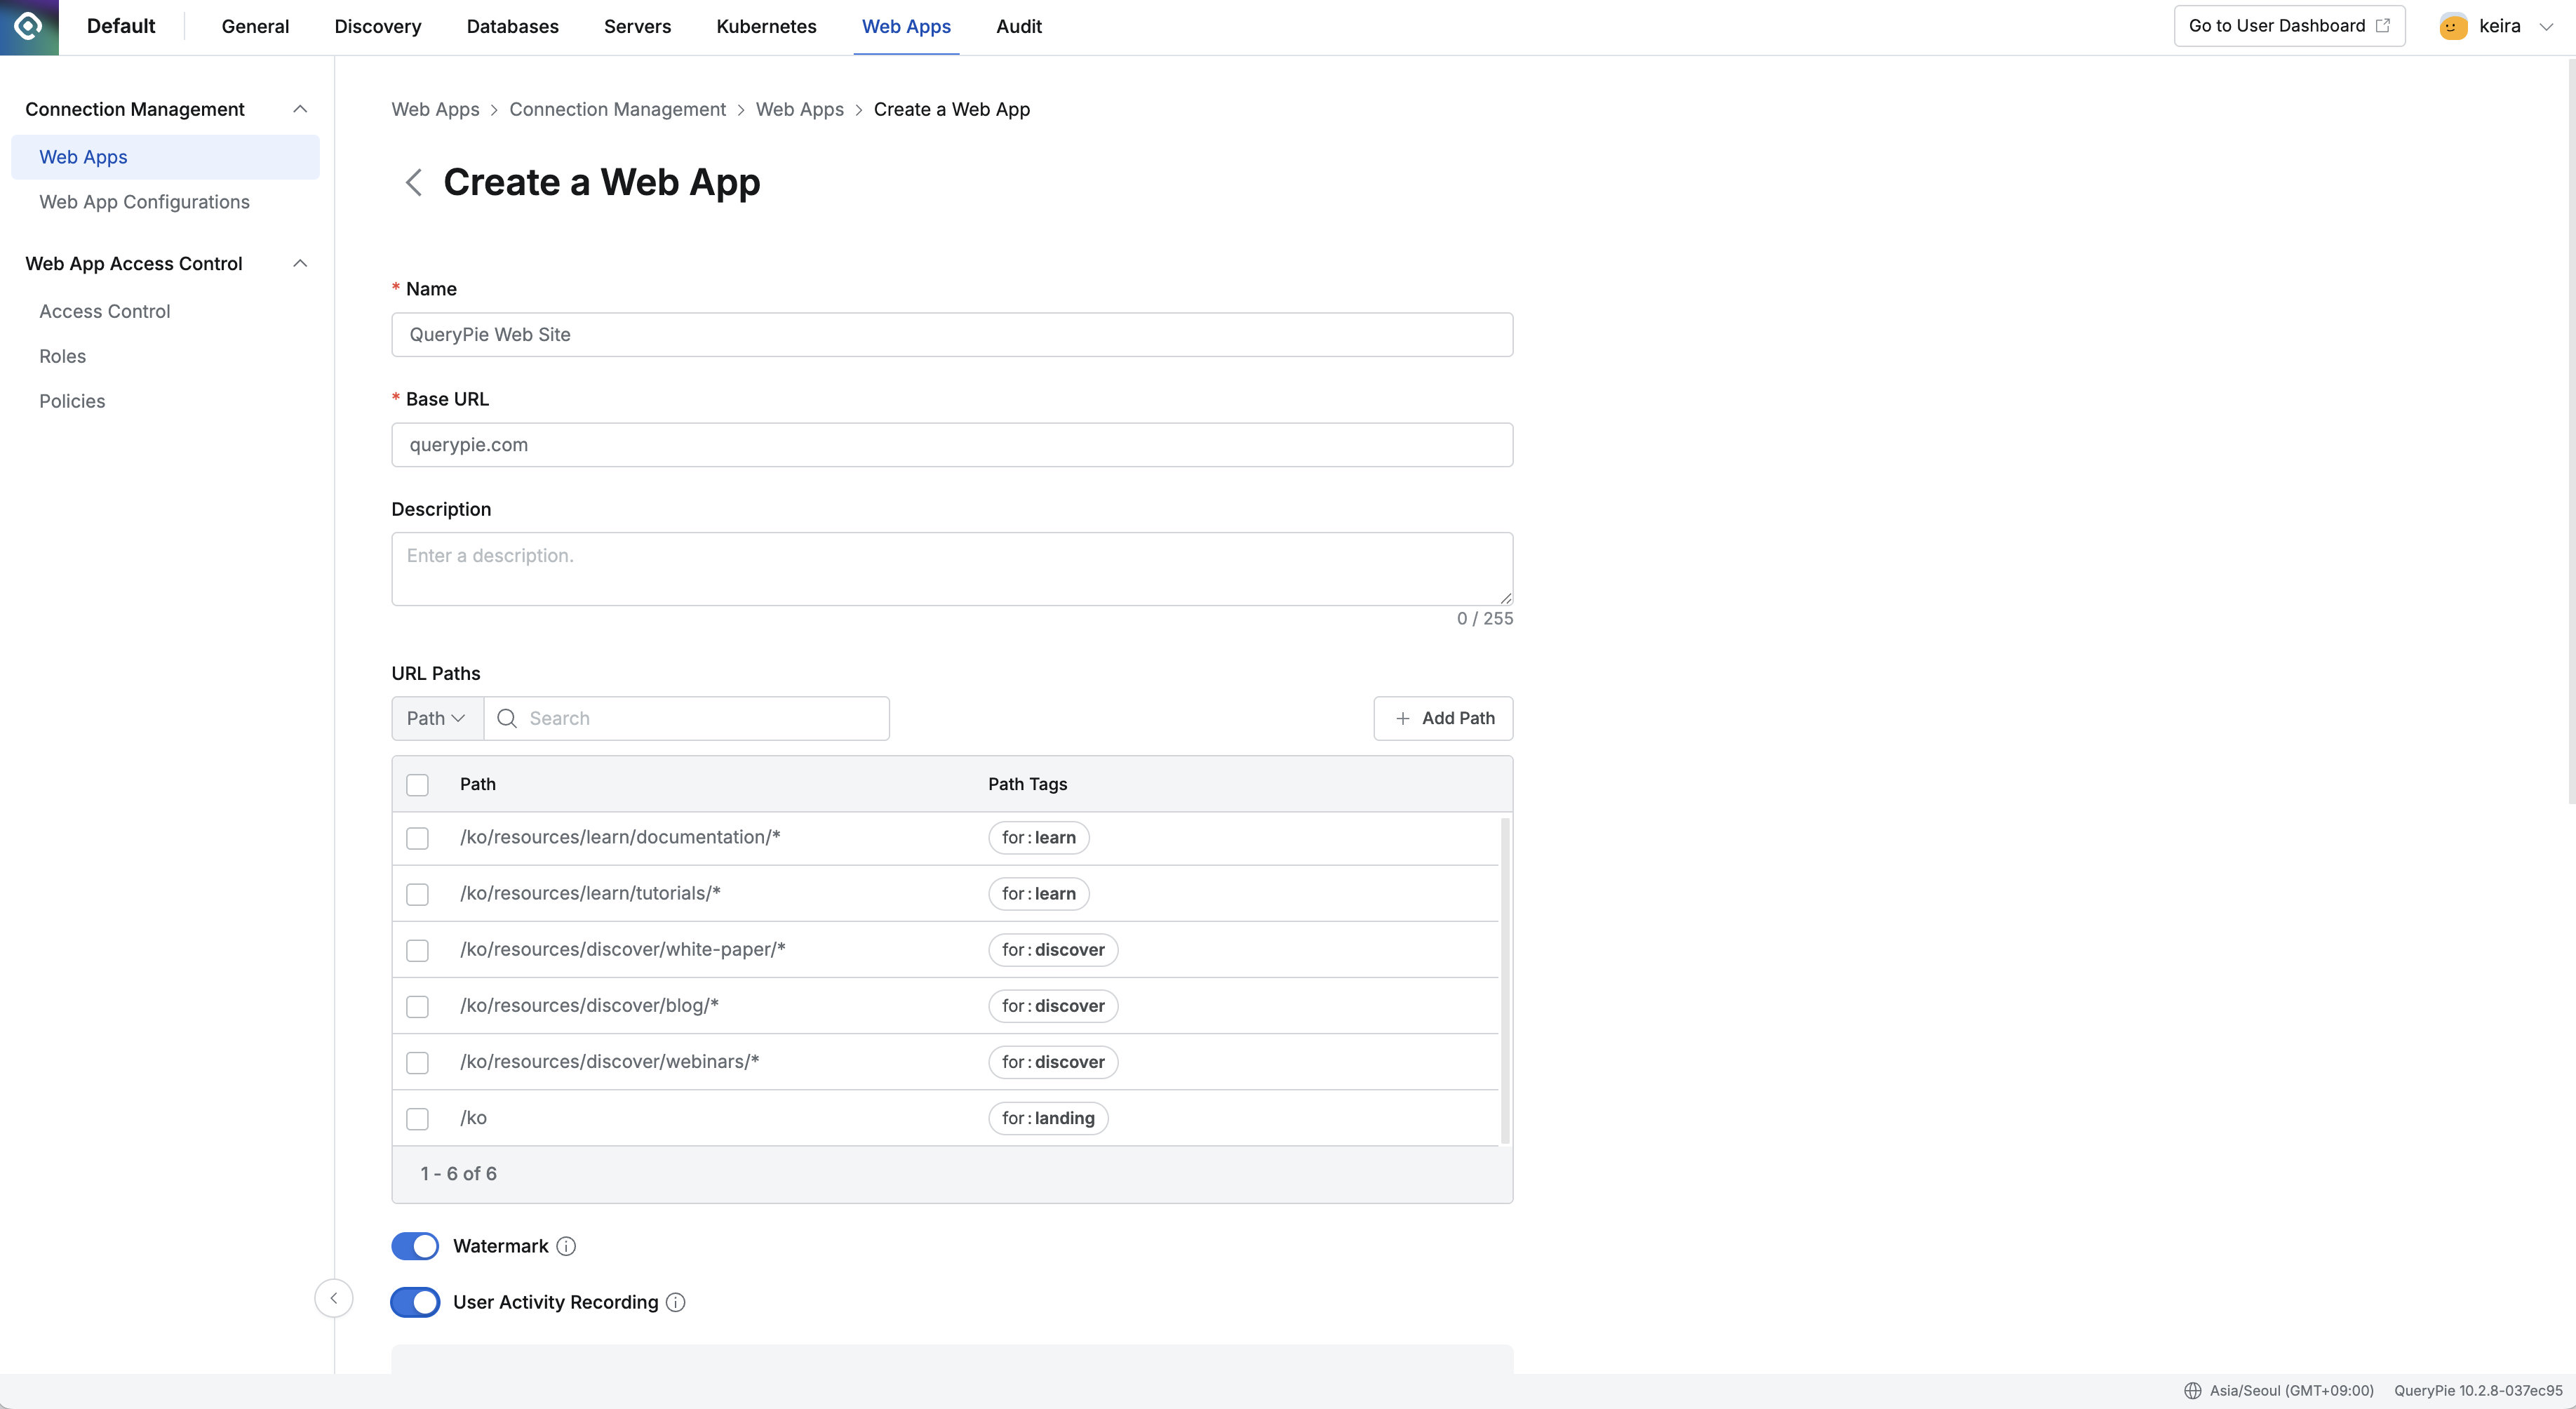 Default
General
Discovery
Databases
Servers
Kubernetes
Web Apps
Audit
Go to User Dashboard
keira
Connection Management
Web Apps
Web App Configurations
Web App Access Control
Access Control
Roles
Policies
Web Apps > Connection Management > Web Apps > Create a Web App
Create a Web App
* Name
QueryPie Web Site
* Base URL
querypie.com
Description
Enter a description.
0 / 255
URL Paths
Path
Search
+ Add Path
Path Path Tags
/ko/resources/learn/documentation/* for : learn
/ko/resources/learn/tutorials/* for : learn
/ko/resources/discover/white-paper/* for : discover
/ko/resources/discover/blog/* for : discover
/ko/resources/discover/webinars/* for : discover
/ko for : landing
1 - 6 of 6
Watermark
User Activity Recording
Asia/Seoul (GMT+09:00) QueryPie 10.2.8-037ec95